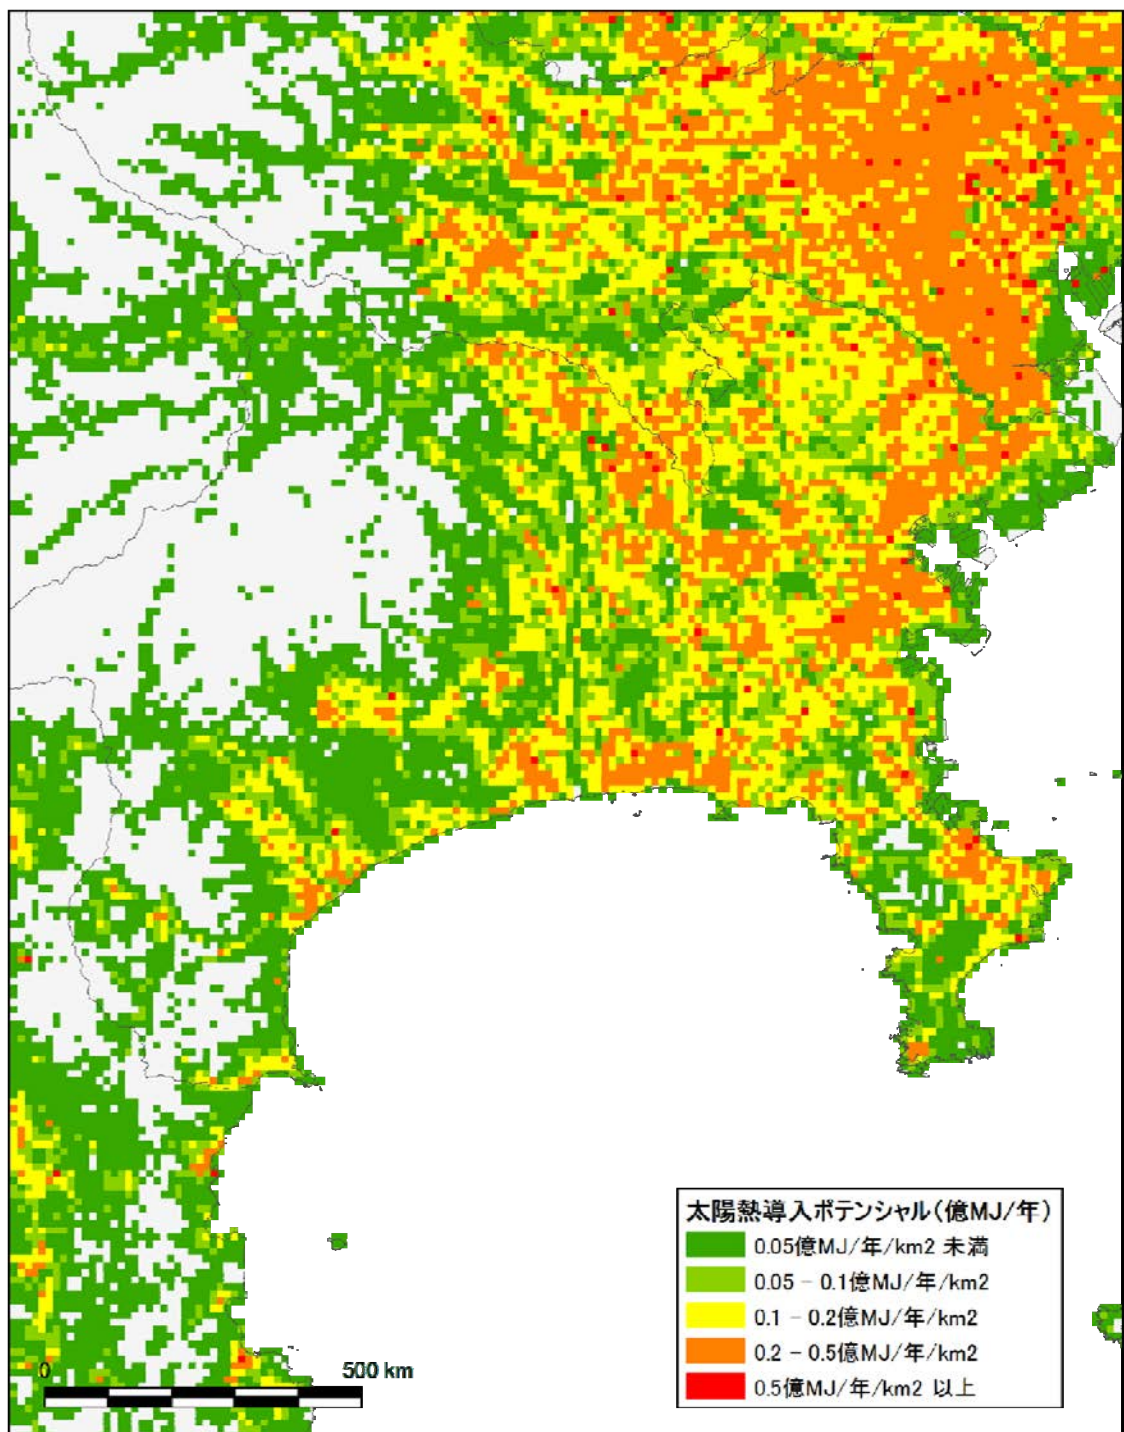 太陽熱導入ポテンシャル(億MJ/年)
0.05億MJ/年/km2 未満
0.05 - 0.1億MJ/年/km2
0.1 - 0.2億MJ/年/km2
0.2 - 0.5億MJ/年/km2
0.5億MJ/年/km2 以上
0 500 km